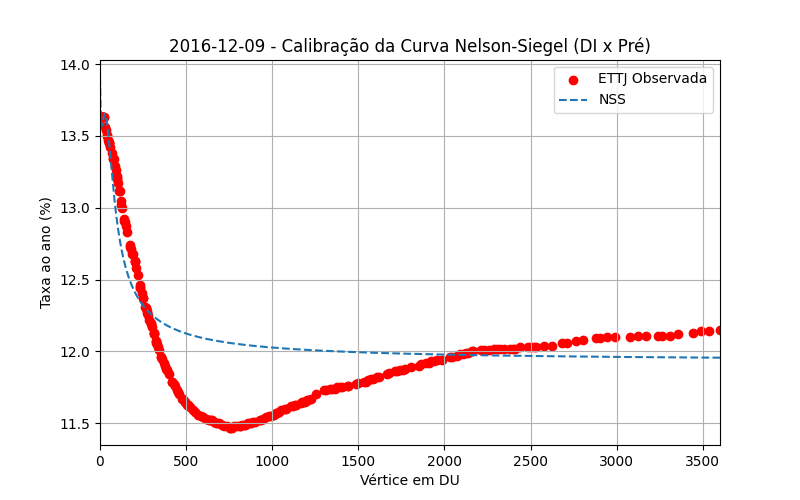 2016-12-09 - Calibração da Curva Nelson-Siegel (DI x Pré)
ETTJ Observada
NSS
Taxa ao ano (%)
14.0
13.5
13.0
12.5
12.0
11.5
0 500 1000 1500 2000 2500 3000 3500
Vértice em DU